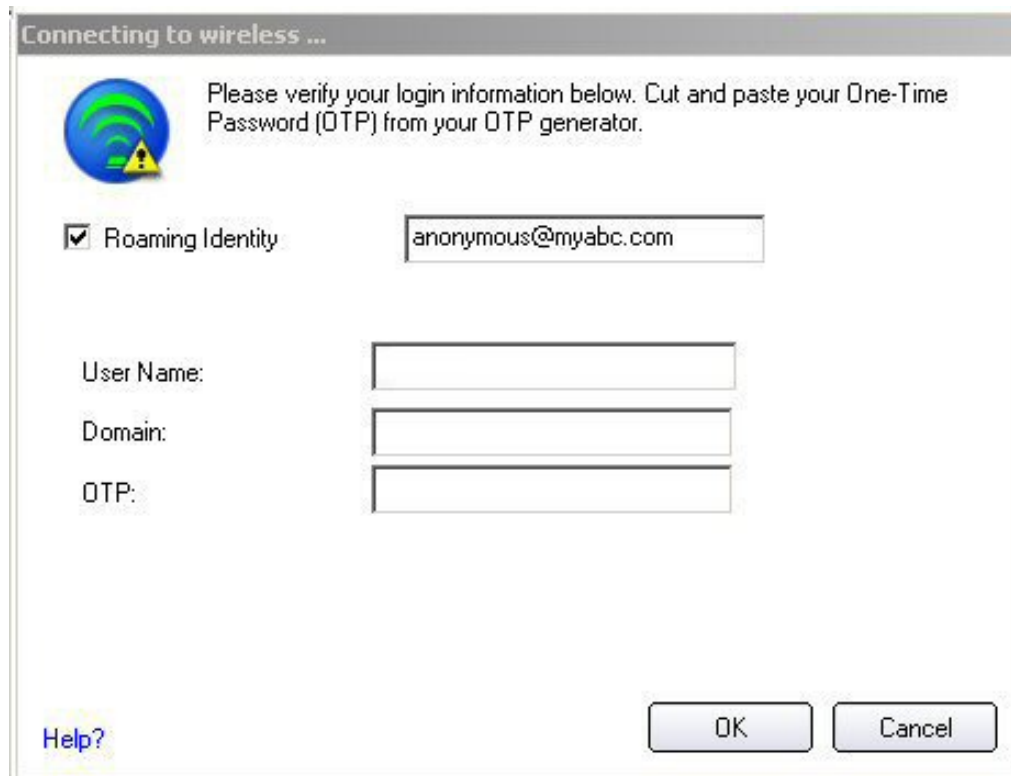 Connecting to wireless ...
Please verify your login information below. Cut and paste your One-Time
Password (OTP) from your OTP generator.
Roaming Identity
anonymous@myabc.com
User Name:
Domain:
OTP:
Help?
OK
Cancel